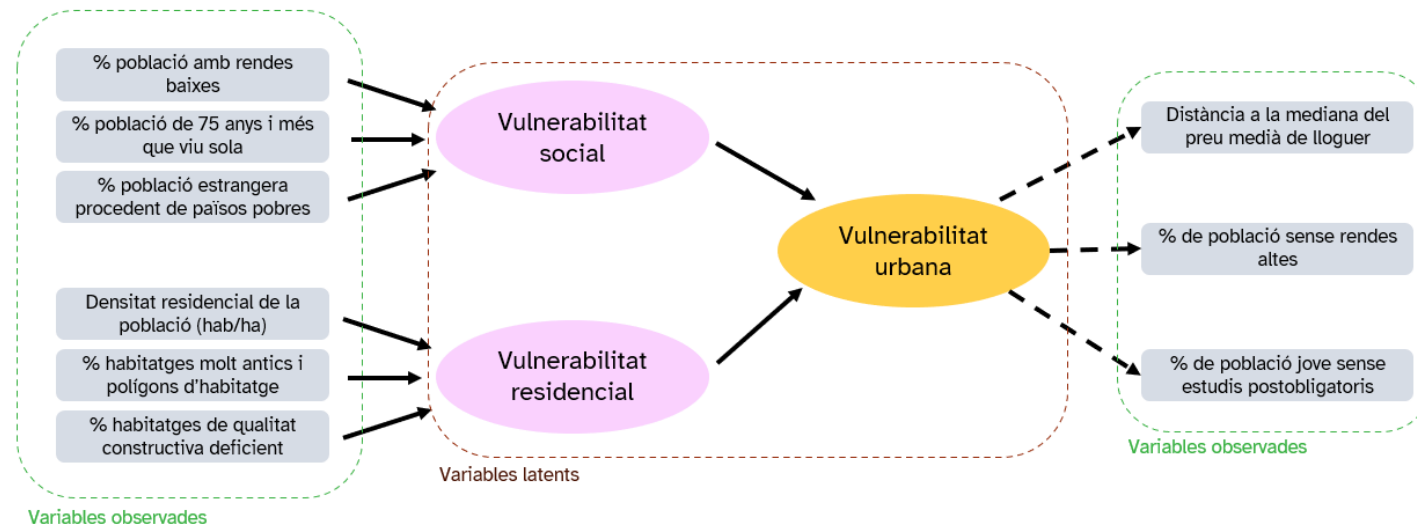 % població amb rendes
baixes
% població de 75 anys i més
que viu sola
% població estrangera
procedent de països pobres
Densitat residencial de la
població (hab/ha)
% habitatges molt antics i
polígons d'habitatge
% habitatges de qualitat
constructiva deficient
Variables observades
Vulnerabilitat
social
Vulnerabilitat
residencial
Vulnerabilitat
urbana
Variables latents
Distància a la mediana del
preu medià de lloguer
% de població sense rendes
altes
% de població jove sense
estudis postobligatoris
Variables observades